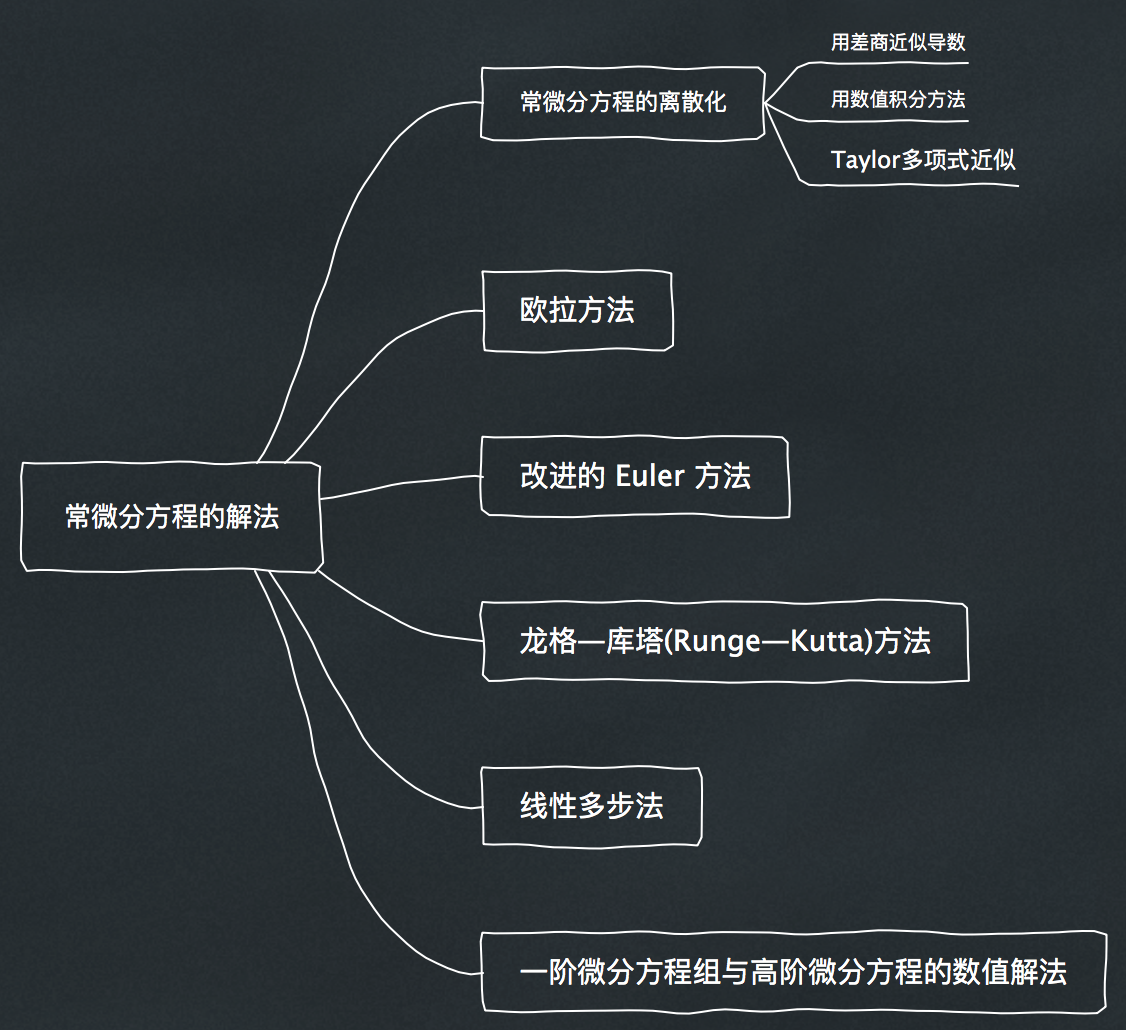 常微分方程的解法
常微分方程的离散化
用差商近似导数
用数值积分方法
Taylor多项式近似
欧拉方法
改进的 Euler 方法
龙格—库塔(Runge—Kutta)方法
线性多步法
一阶微分方程组与高阶微分方程的数值解法